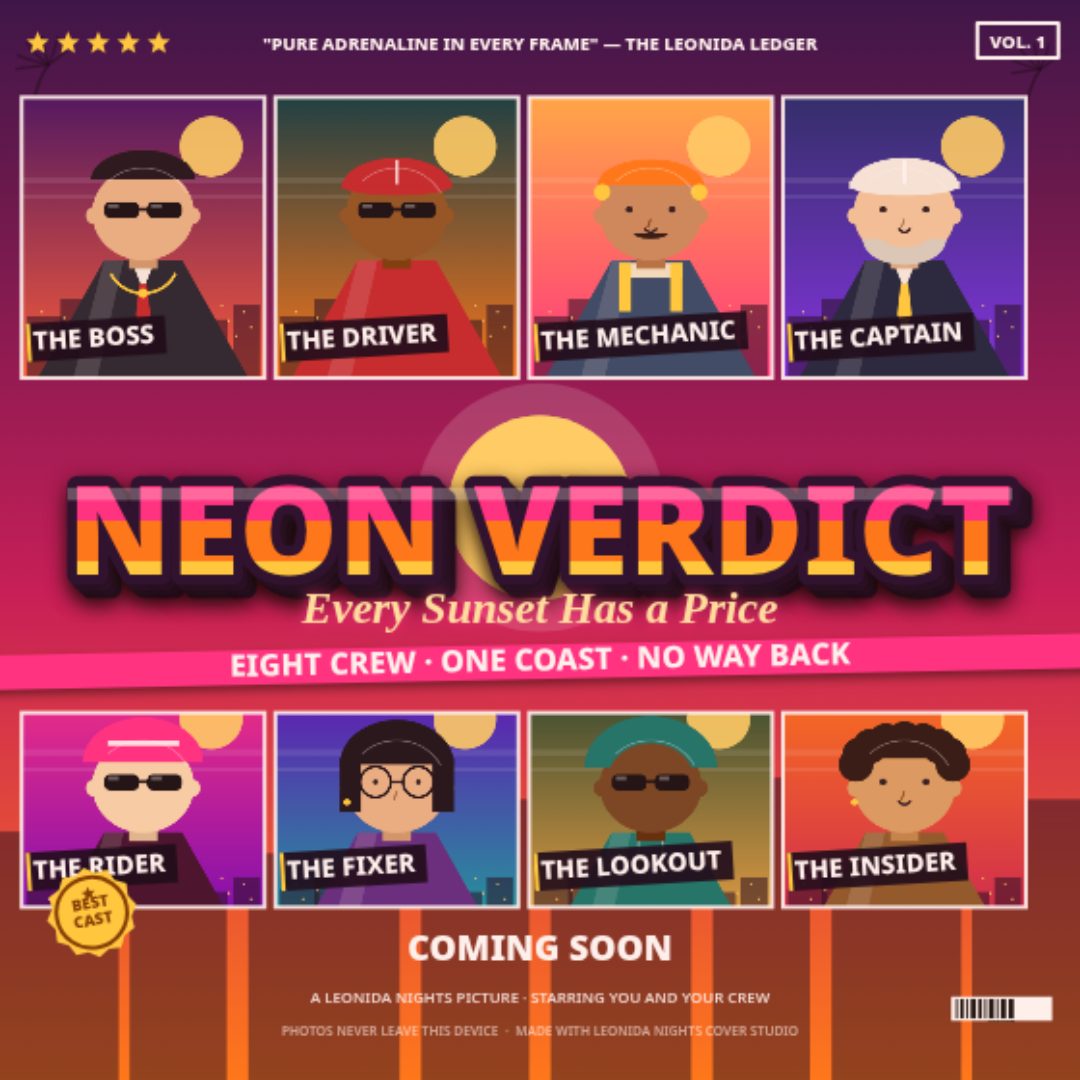 "PURE ADRENALINE IN EVERY FRAME" — THE LEONIDA LEDGER
VOL. 1
THE BOSS
THE DRIVER
THE MECHANIC
THE CAPTAIN
NEON VERDICT
Every Sunset Has a Price
EIGHT CREW · ONE COAST · NO WAY BACK
THE RIDER
THE FIXER
THE LOOKOUT
THE INSIDER
BEST
CAST
COMING SOON
A LEONIDA NIGHTS PICTURE · STARRING YOU AND YOUR CREW
PHOTOS NEVER LEAVE THIS DEVICE · MADE WITH LEONIDA NIGHTS COVER STUDIO